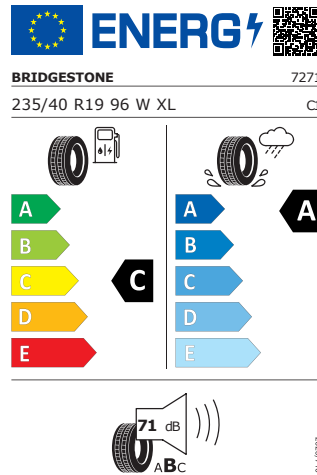 ENERG
BRIDGESTONE 7271
235/40 R19 96 W XL
A A A
B B
C C C
D D
E E
71 dB
ABC